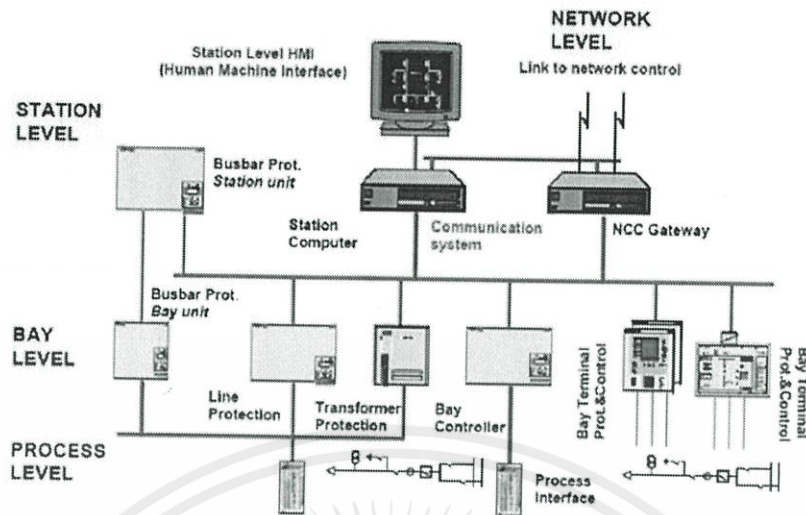 NETWORK
LEVEL
Link to network control
Station Level HMI
(Human Machine Interface)
STATION
LEVEL
Busbar Prot.
Station unit
Station
Computer
Communication
system
NCC Gateway
Busbar Prot.
Bay unit
BAY
LEVEL
Line
Protection
Transformer
Protection
Bay
Controller
Bay Terminal
Prot.&Control
Bay Terminal
Prot.&Control
PROCESS
LEVEL
Process
Interface